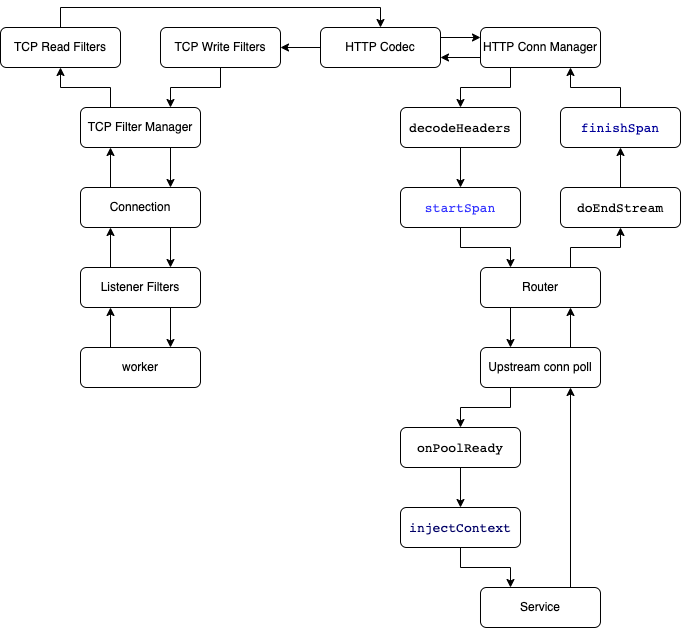 TCP Read Filters
TCP Write Filters
HTTP Codec
HTTP Conn Manager
TCP Filter Manager
decodeHeaders
finishSpan
Connection
startSpan
doEndStream
Listener Filters
Router
worker
Upstream conn poll
onPoolReady
injectContext
Service